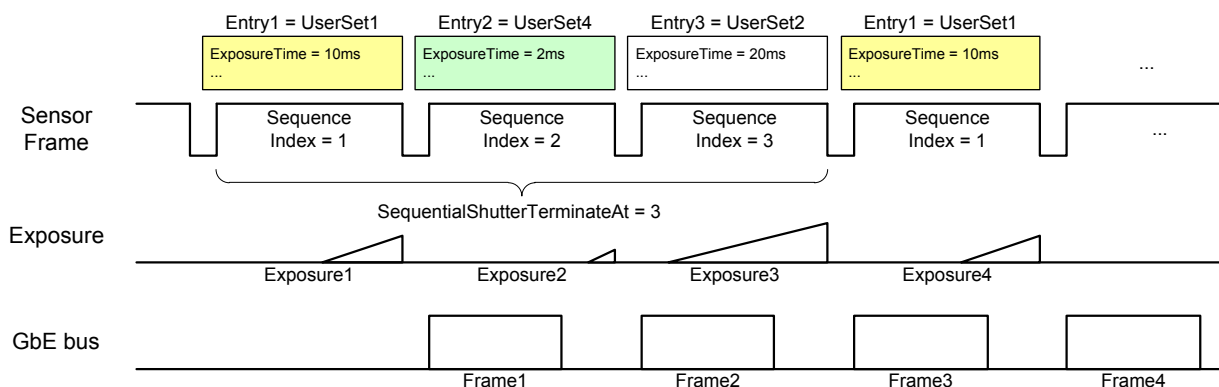 Entry1 = UserSet1
Entry2 = UserSet4
Entry3 = UserSet2
Entry1 = UserSet1
ExposureTime = 10ms
...
ExposureTime = 2ms
...
ExposureTime = 20ms
...
ExposureTime = 10ms
...
...
Sensor
Frame
Sequence
Index = 1
Sequence
Index = 2
Sequence
Index = 3
Sequence
Index = 1
...
SequentialShutterTerminateAt = 3
Exposure
Exposure1
Exposure2
Exposure3
Exposure4
GbE bus
Frame1
Frame2
Frame3
Frame4